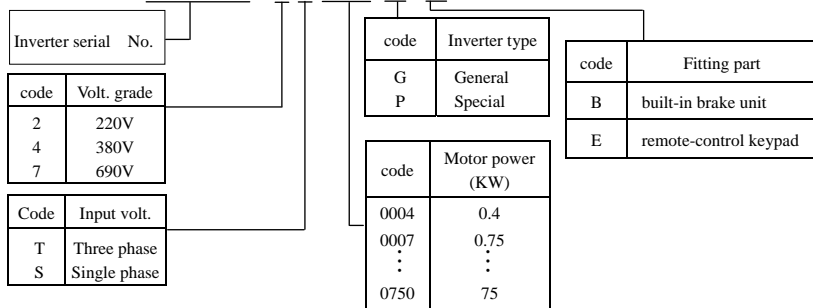 Inverter serial No.
code Volt. grade
2 220V
4 380V
7 690V
Code Input volt.
T Three phase
S Single phase
code Inverter type
G General
P Special
code Motor power
(KW)
0004 0.4
0007 0.75
⋮ ⋮
0750 75
code Fitting part
B built-in brake unit
E remote-control keypad